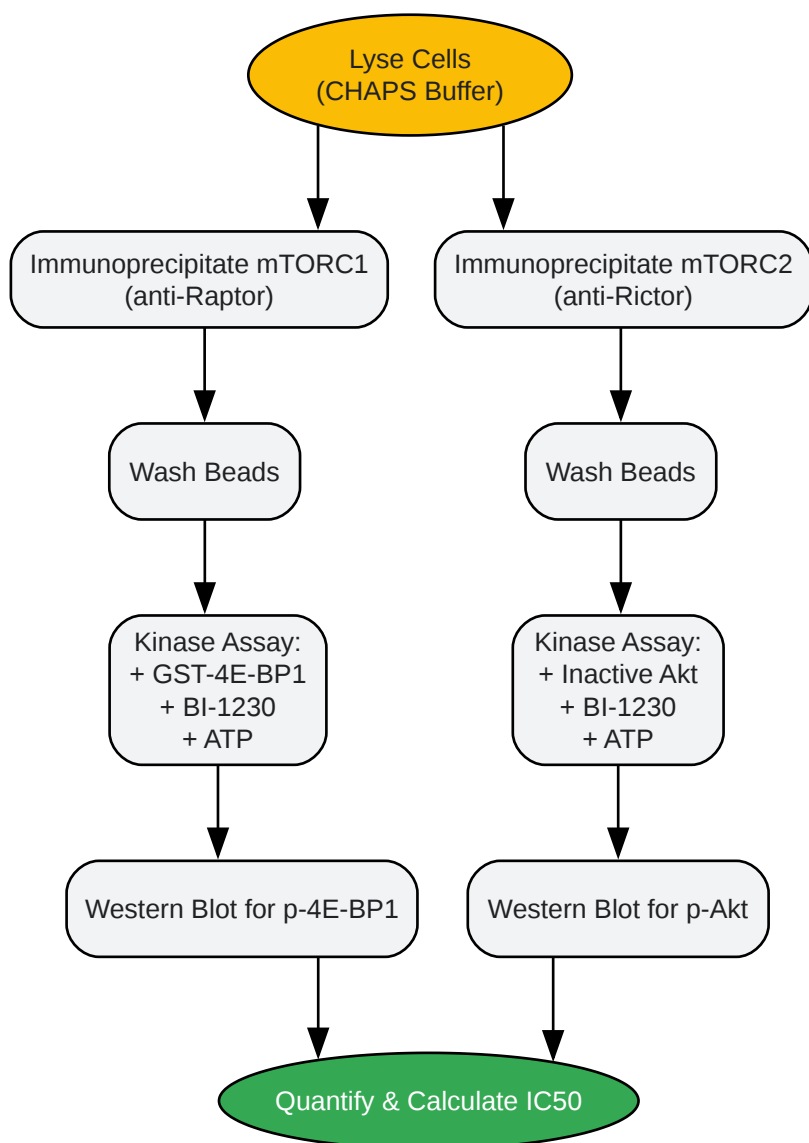 Lyse Cells
(CHAPS Buffer)
Immunoprecipitate mTORC1
(anti-Raptor)
Immunoprecipitate mTORC2
(anti-Rictor)
Wash Beads
Wash Beads
Kinase Assay:
+ GST-4E-BP1
+ BI-1230
+ ATP
Kinase Assay:
+ Inactive Akt
+ BI-1230
+ ATP
Western Blot for p-4E-BP1
Western Blot for p-Akt
Quantify & Calculate IC50